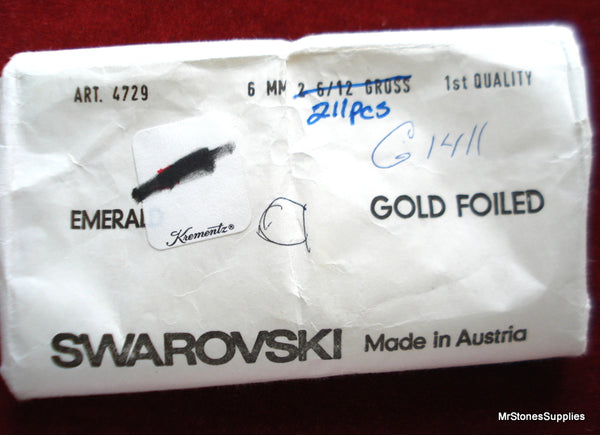 ART. 4729 6 MM 2 6/12 GROSS 1st QUALITY
211pcs
G 1411
EMERAL GOLD FOILED
Krementz®
SWAROVSKI Made in Austria
MrStonesSupplies